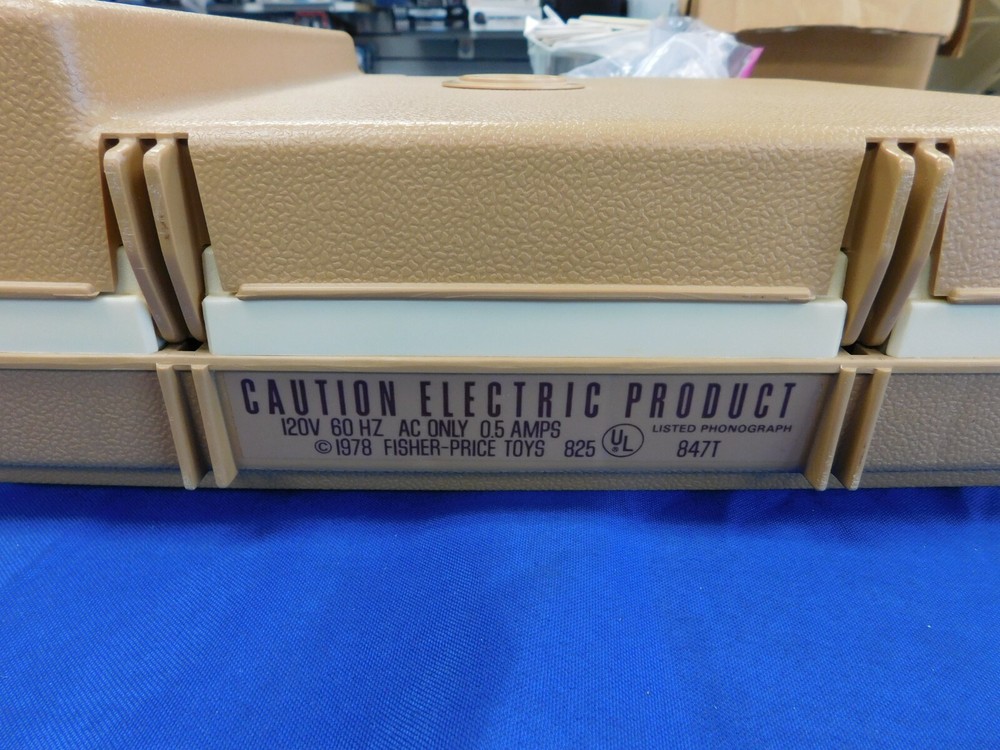 CAUTION ELECTRIC PRODUCT
120V 60 HZ AC ONLY 0.5 AMPS
©1978 FISHER-PRICE TOYS 825
UL ®
LISTED PHONOGRAPH
847T